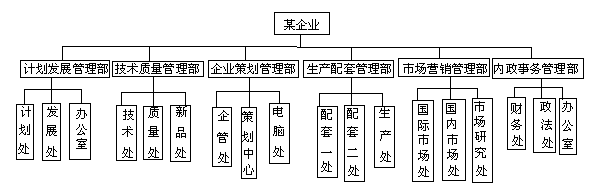 某企业
计划发展管理部
技术质量管理部
企业策划管理部
生产配套管理部
市场营销管理部
内政事务管理部
计划处
发展处
办公室
技术处
质量处
新品处
企管处
策划中心
电脑处
配套一处
配套二处
生产处
国际市场处
国内市场处
市场研究处
财务处
政法处
办公室